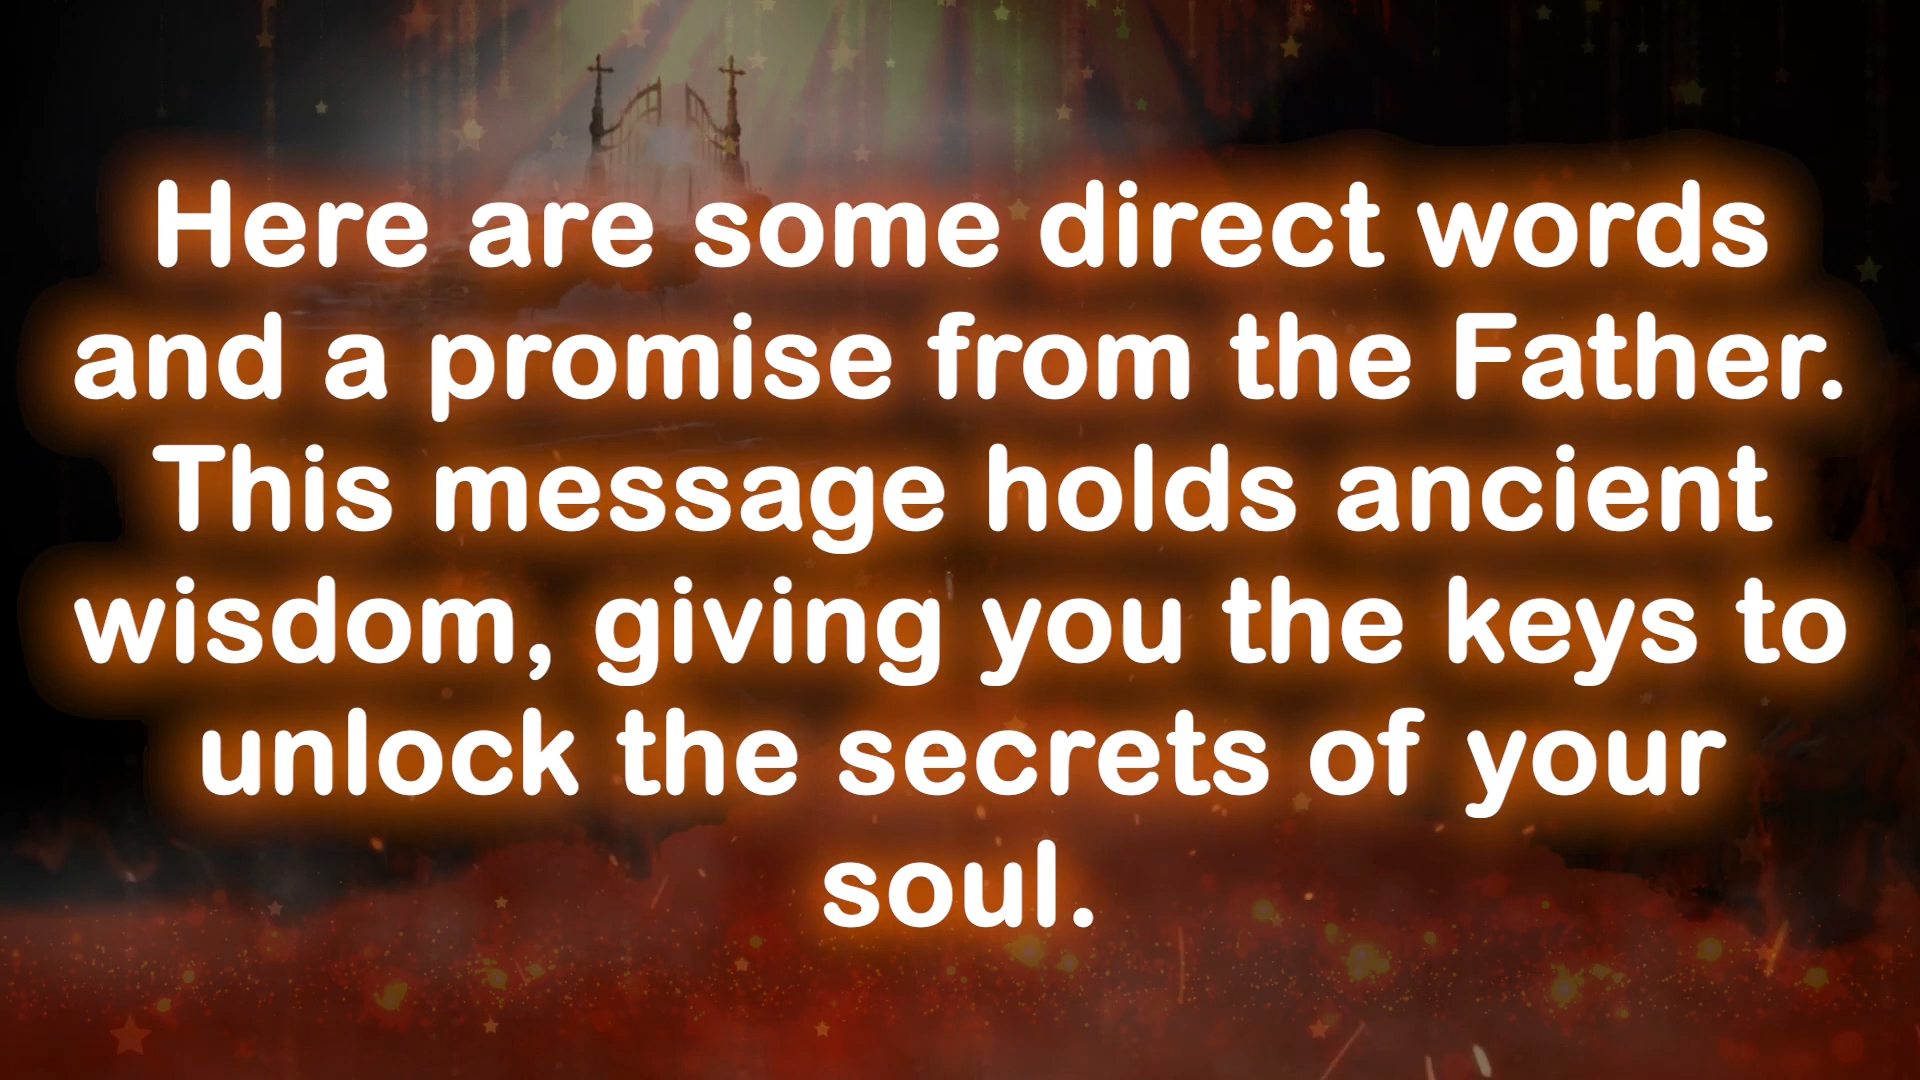 Here are some direct words
and a promise from the Father.
This message holds ancient
wisdom, giving you the keys to
unlock the secrets of your
soul.